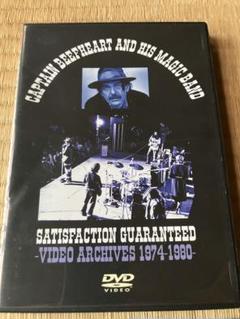 CAPTAIN BEEFHEART AND HIS MAGIC BAND
SATISFACTION GUARANTEED
-VIDEO ARCHIVES 1974-1980-
DVD
VIDEO